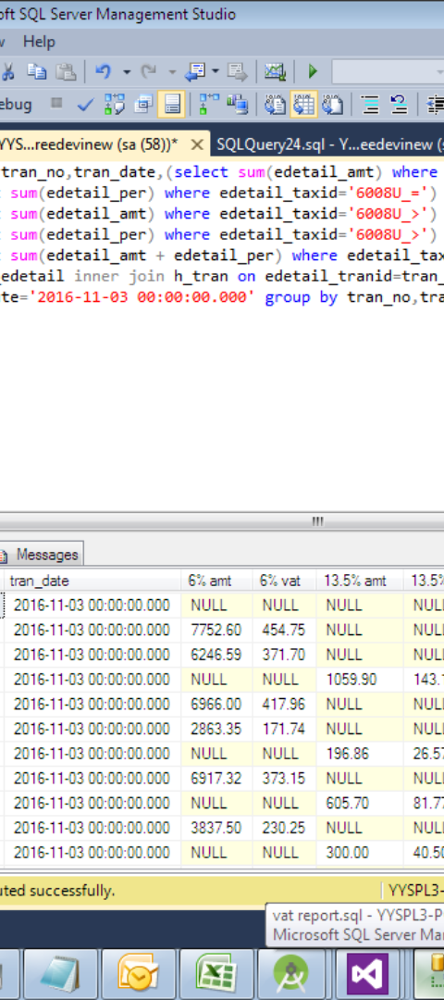 oft SQL Server Management Studio
Help
ebug
YYS...reedevinew (sa (58))* × SQLQuery24.sql - Y...eedevinew (s
tran_no,tran_date,(select sum(edetail_amt) where
sum(edetail_per) where edetail_taxid='6008U_=')
sum(edetail_amt) where edetail_taxid='6008U_>')
sum(edetail_per) where edetail_taxid='6008U_>')
sum(edetail_amt + edetail_per) where edetail_tax
_edetail inner join h_tran on edetail_tranid=tran_
te='2016-11-03 00:00:00.000' group by tran_no,tra
Messages
tran_date 6% amt 6% vat 13.5% amt 13.5%
2016-11-03 00:00:00.000 NULL NULL NULL NULL
2016-11-03 00:00:00.000 7752.60 454.75 NULL NULL
2016-11-03 00:00:00.000 6246.59 371.70 NULL NULL
2016-11-03 00:00:00.000 NULL NULL 1059.90 143.
2016-11-03 00:00:00.000 6966.00 417.96 NULL NULL
2016-11-03 00:00:00.000 2863.35 171.74 NULL NULL
2016-11-03 00:00:00.000 NULL NULL 196.86 26.57
2016-11-03 00:00:00.000 6917.32 373.15 NULL NULL
2016-11-03 00:00:00.000 NULL NULL 605.70 81.77
2016-11-03 00:00:00.000 3837.50 230.25 NULL NULL
2016-11-03 00:00:00.000 NULL NULL 300.00 40.50
uted successfully. YYSPL3-
vat report.sql - YYSPL3-P
Microsoft SQL Server Ma